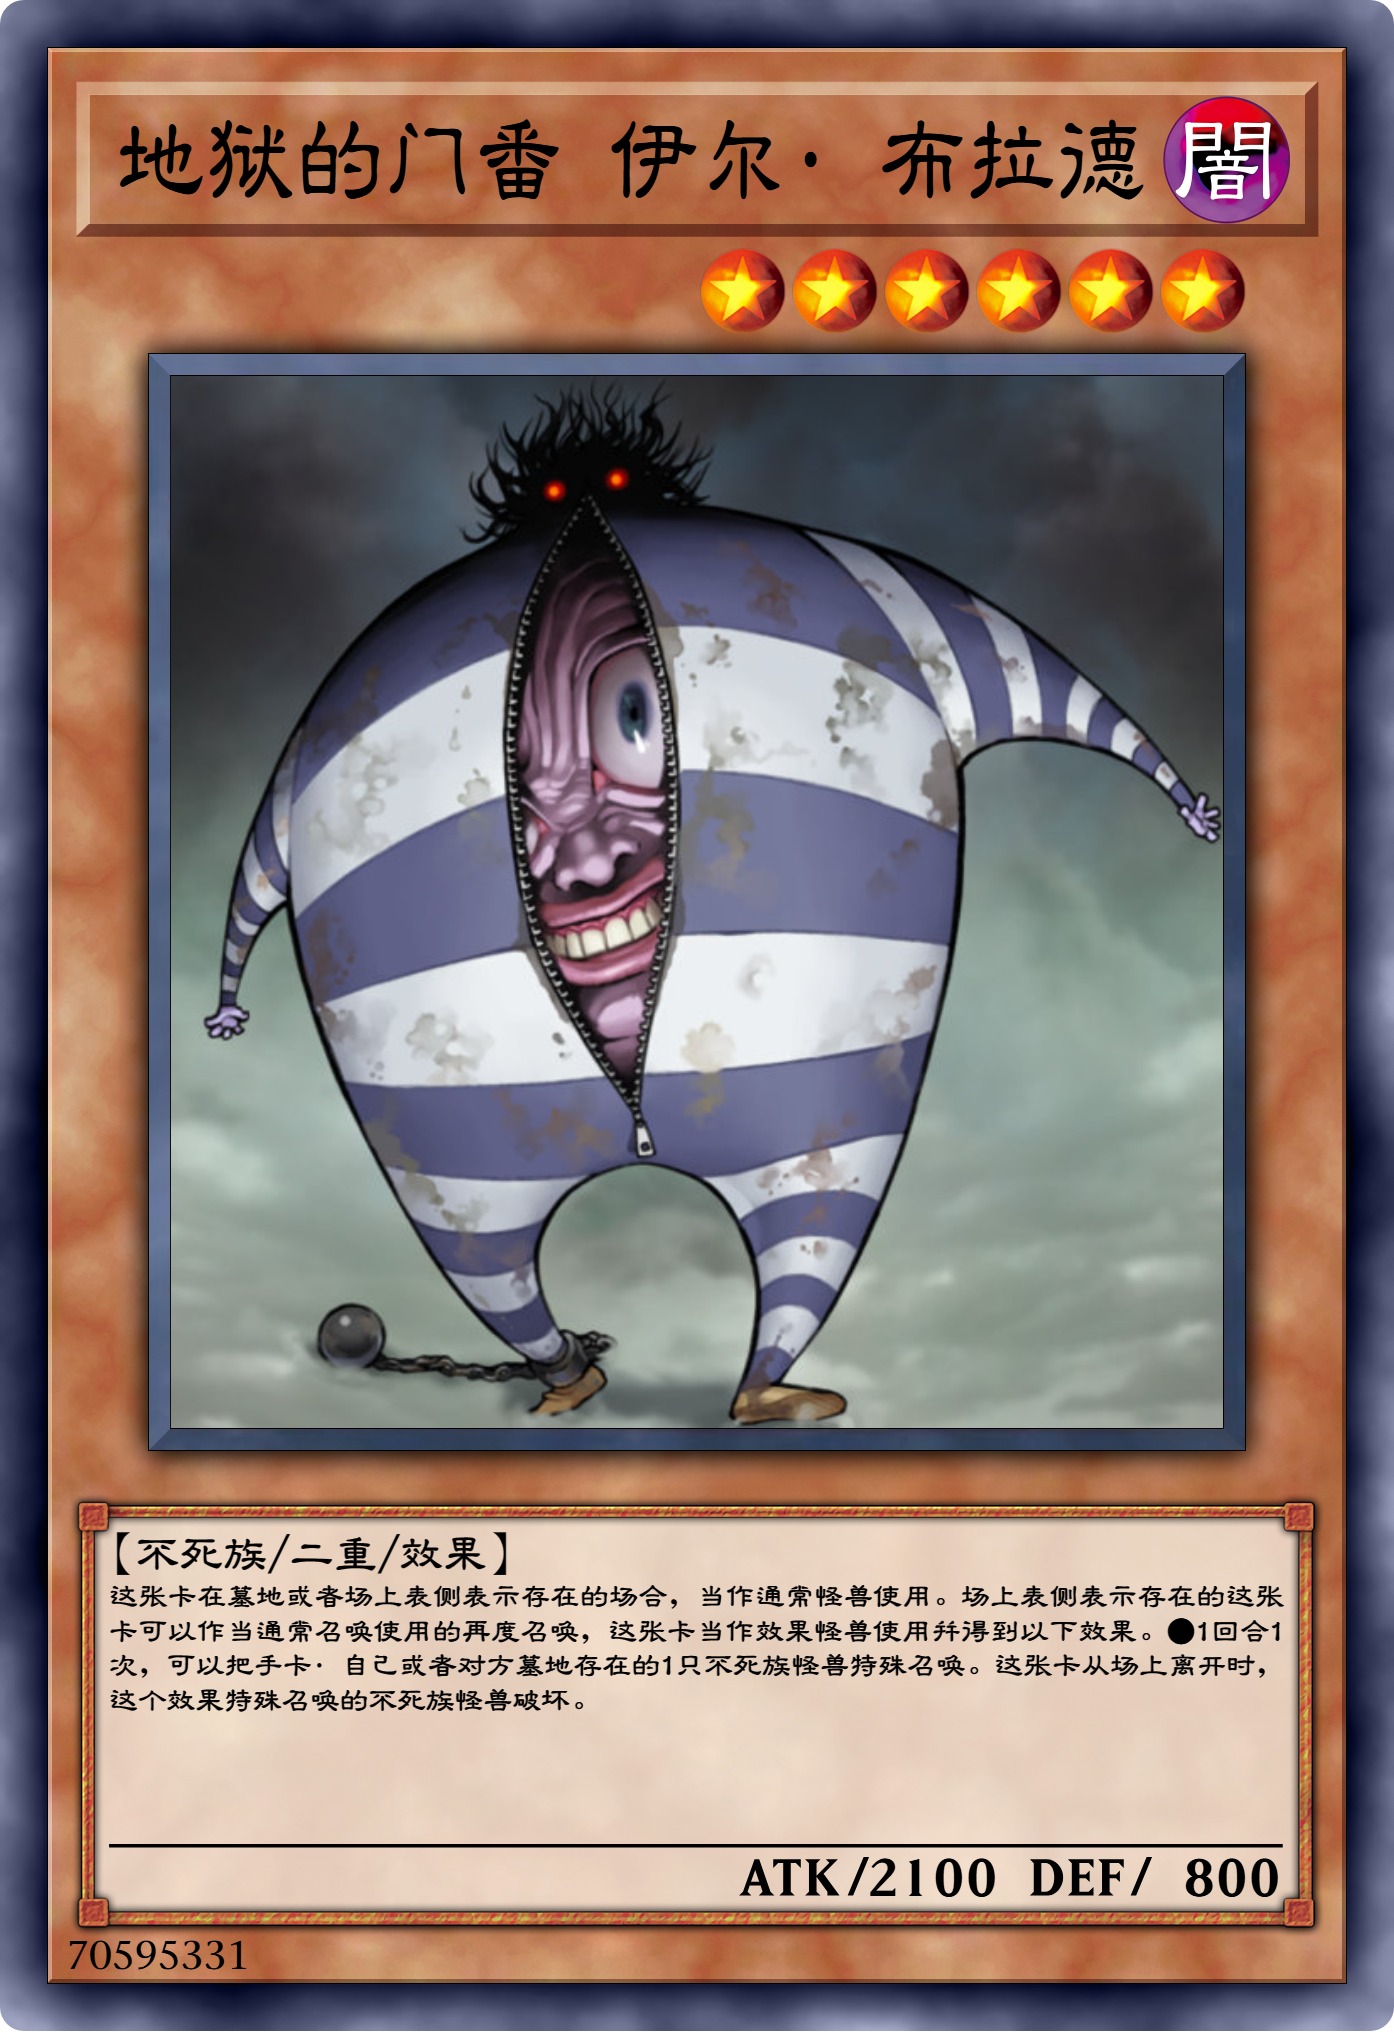 地狱的门番 伊尔· 布拉德 闇
【不死族/二重/效果】
这张卡在墓地或者场上表侧表示存在的场合，当作通常怪兽使用。场上表侧表示存在的这张
卡可以作当通常召唤使用的再度召唤，这张卡当作效果怪兽使用并得到以下效果。●1回合1
次，可以把手卡· 自己或者对方墓地存在的1只不死族怪兽特殊召唤。这张卡从场上离开时，
这个效果特殊召唤的不死族怪兽破坏。
ATK/2100 DEF/ 800
70595331